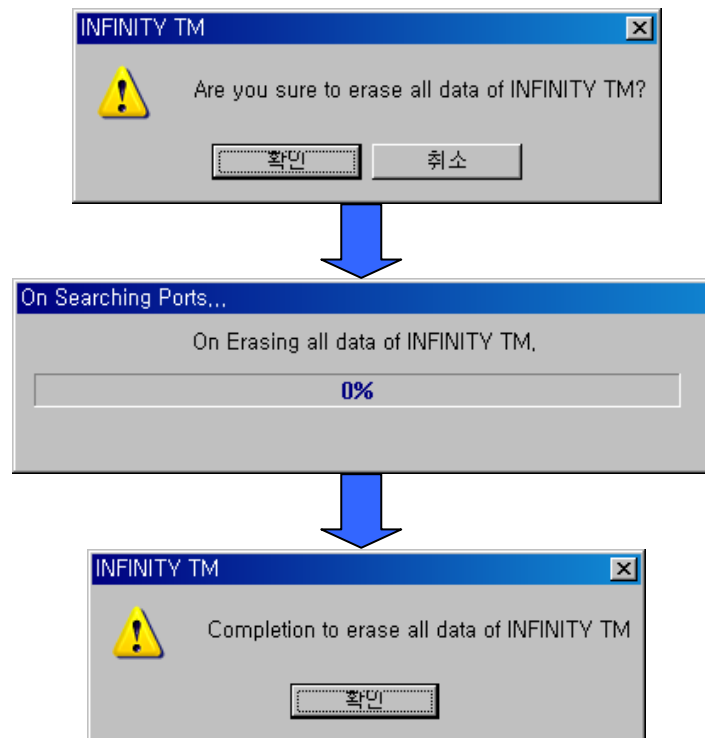 INFINITY TM
Are you sure to erase all data of INFINITY TM?
확인 취소
On Searching Ports...
On Erasing all data of INFINITY TM,
0%
INFINITY TM
Completion to erase all data of INFINITY TM
확인